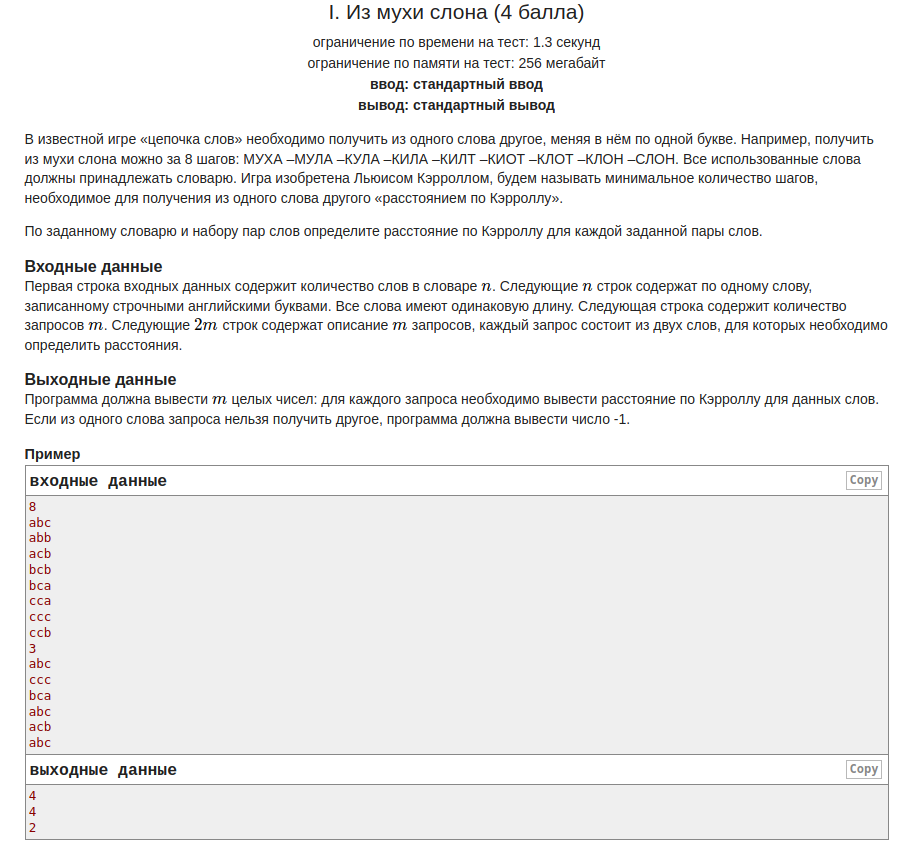 I. Из мухи слона (4 балла)
ограничение по времени на тест: 1.3 секунд
ограничение по памяти на тест: 256 мегабайт
ввод: стандартный ввод
вывод: стандартный вывод
В известной игре «цепочка слов» необходимо получить из одного слова другое, меняя в нём по одной букве. Например, получить
из мухи слона можно за 8 шагов: МУХА –МУЛА –КУЛА –КИЛА –КИЛТ –КИОТ –КЛОТ –КЛОН –СЛОН. Все использованные слова
должны принадлежать словарю. Игра изобретена Льюисом Кэрроллом, будем называть минимальное количество шагов,
необходимое для получения из одного слова другого «расстоянием по Кэрроллу».
По заданному словарю и набору пар слов определите расстояние по Кэрроллу для каждой заданной пары слов.
Входные данные
Первая строка входных данных содержит количество слов в словаре n. Следующие n строк содержат по одному слову,
записанному строчными английскими буквами. Все слова имеют одинаковую длину. Следующая строка содержит количество
запросов m. Следующие 2m строк содержат описание m запросов, каждый запрос состоит из двух слов, для которых необходимо
определить расстояния.
Выходные данные
Программа должна вывести m целых чисел: для каждого запроса необходимо вывести расстояние по Кэрроллу для данных слов.
Если из одного слова запроса нельзя получить другое, программа должна вывести число -1.
Пример
входные данные Copy
8
abc
abb
acb
bcb
bca
cca
ccc
ccb
3
abc
ccc
bca
abc
acb
abc
выходные данные Copy
4
4
2